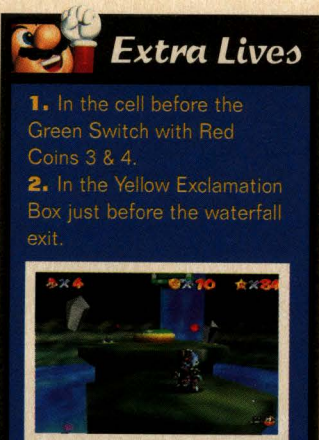 Extra Lives
1. In the cell before the
Green Switch with Red
Coins 3 & 4.
2. In the Yellow Exclamation
Box just before the waterfall
exit.
×4 ×10